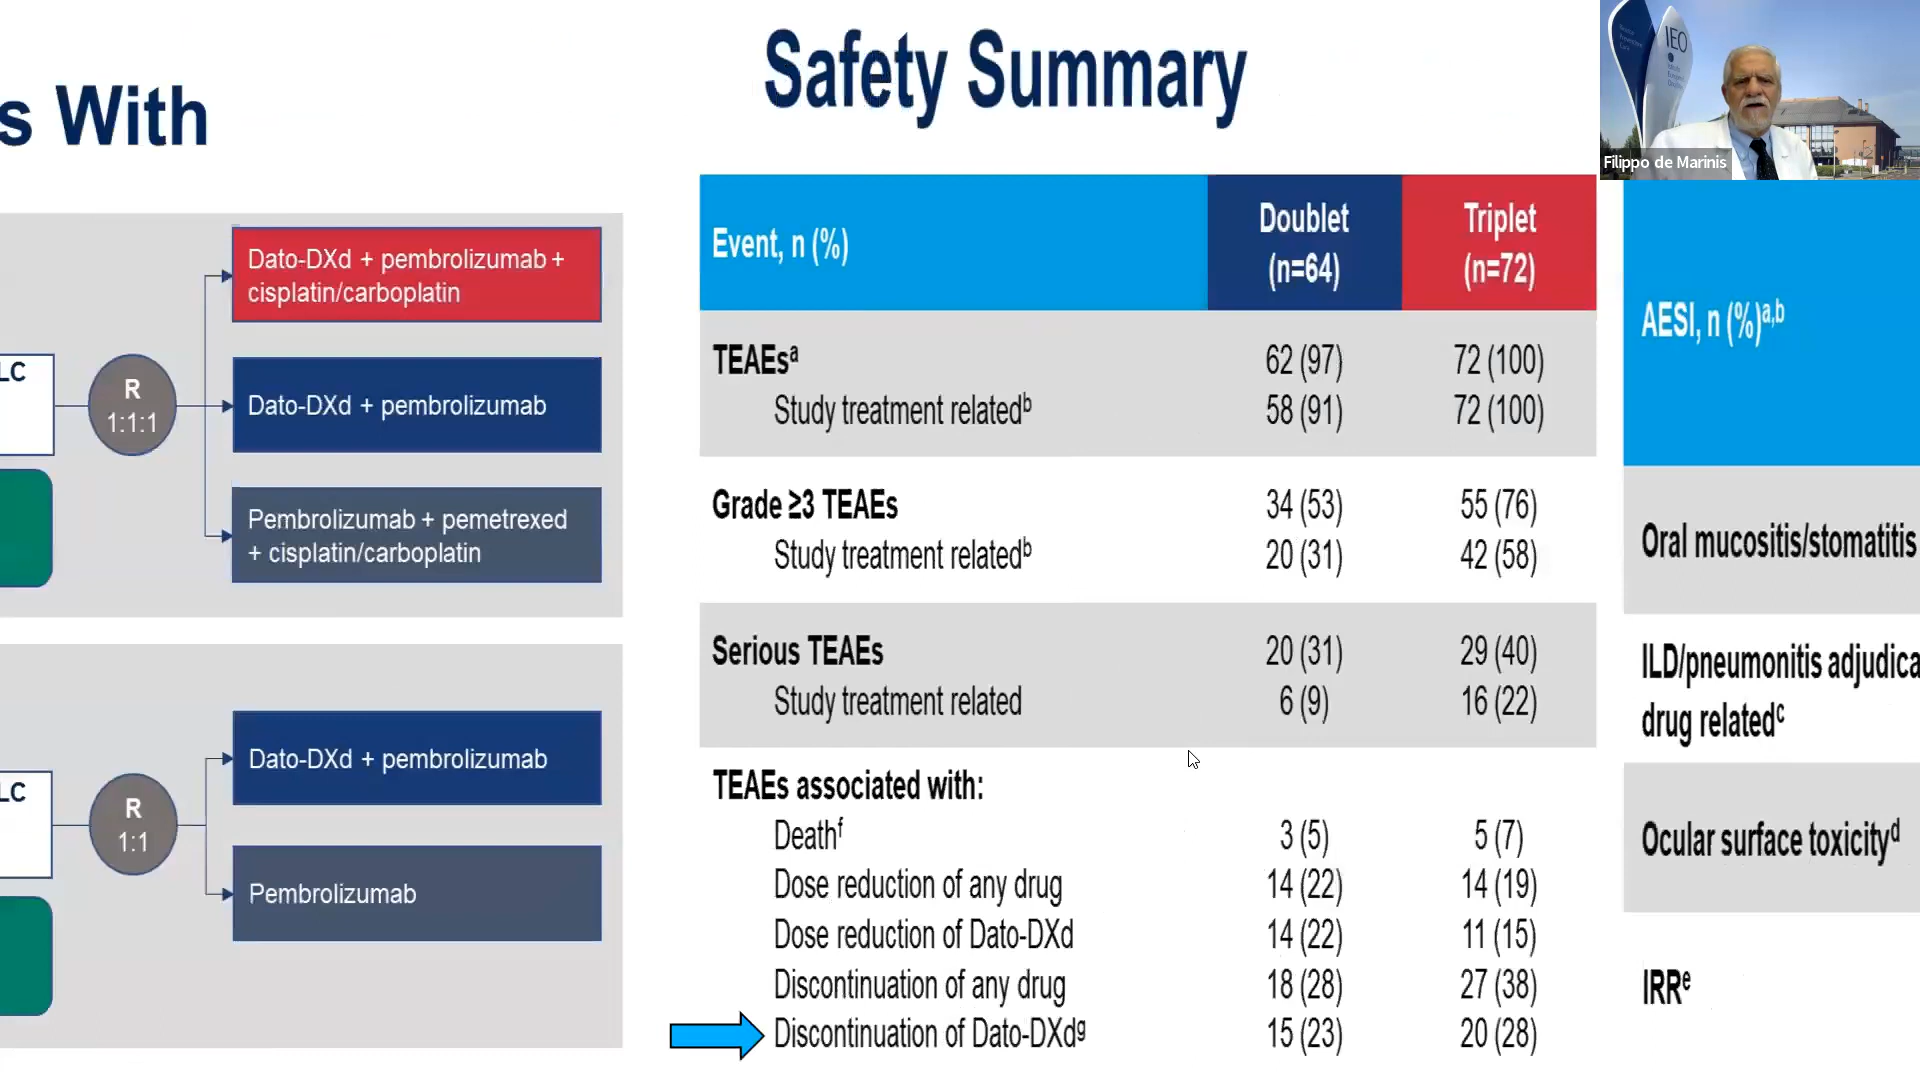 s With
LC
R
1:1:1
Dato-DXd + pembrolizumab +
cisplatin/carboplatin
Dato-DXd + pembrolizumab
Pembrolizumab + pemetrexed
+ cisplatin/carboplatin
LC
R
1:1
Dato-DXd + pembrolizumab
Pembrolizumab
Safety Summary
Event, n (%) Doublet (n=64) Triplet (n=72)
TEAEsᵃ 62 (97) 72 (100)
Study treatment relatedᵇ 58 (91) 72 (100)
Grade ≥3 TEAEs 34 (53) 55 (76)
Study treatment relatedᵇ 20 (31) 42 (58)
Serious TEAEs 20 (31) 29 (40)
Study treatment related 6 (9) 16 (22)
TEAEs associated with:
Deathᶠ 3 (5) 5 (7)
Dose reduction of any drug 14 (22) 14 (19)
Dose reduction of Dato-DXd 14 (22) 11 (15)
Discontinuation of any drug 18 (28) 27 (38)
Discontinuation of Dato-DXdᵍ 15 (23) 20 (28)
IEO
Filippo de Marinis
AESI, n (%)ᵃ,ᵇ
Oral mucositis/stomatitis
ILD/pneumonitis adjudica
drug relatedᶜ
Ocular surface toxicityᵈ
IRRᵉ